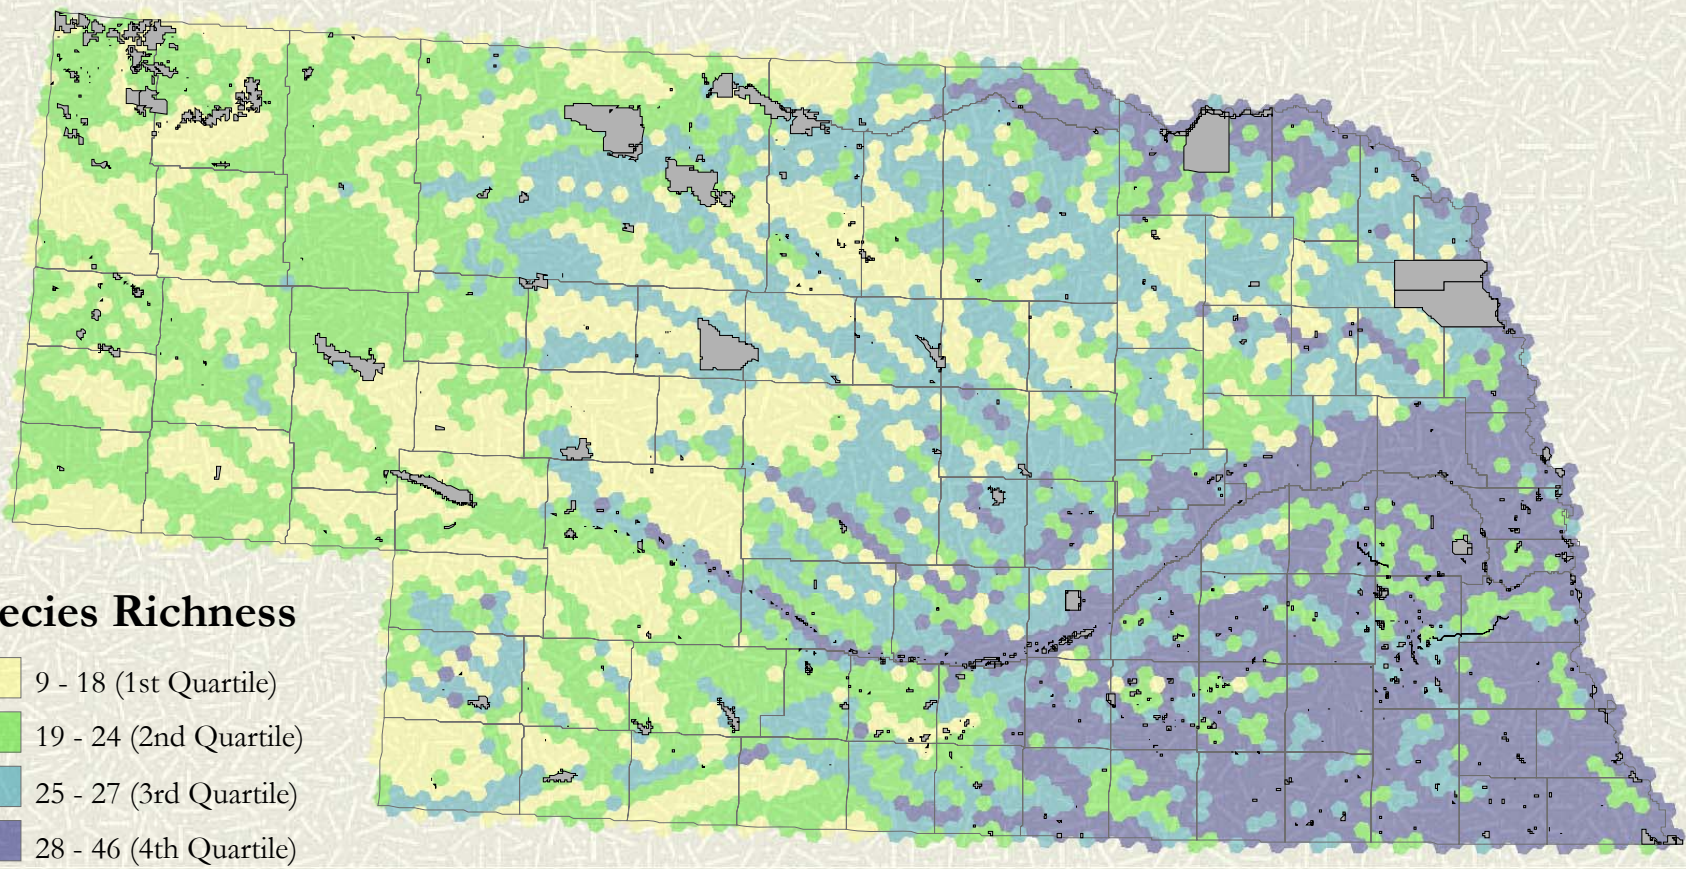 ecies Richness
9 - 18 (1st Quartile)
19 - 24 (2nd Quartile)
25 - 27 (3rd Quartile)
28 - 46 (4th Quartile)